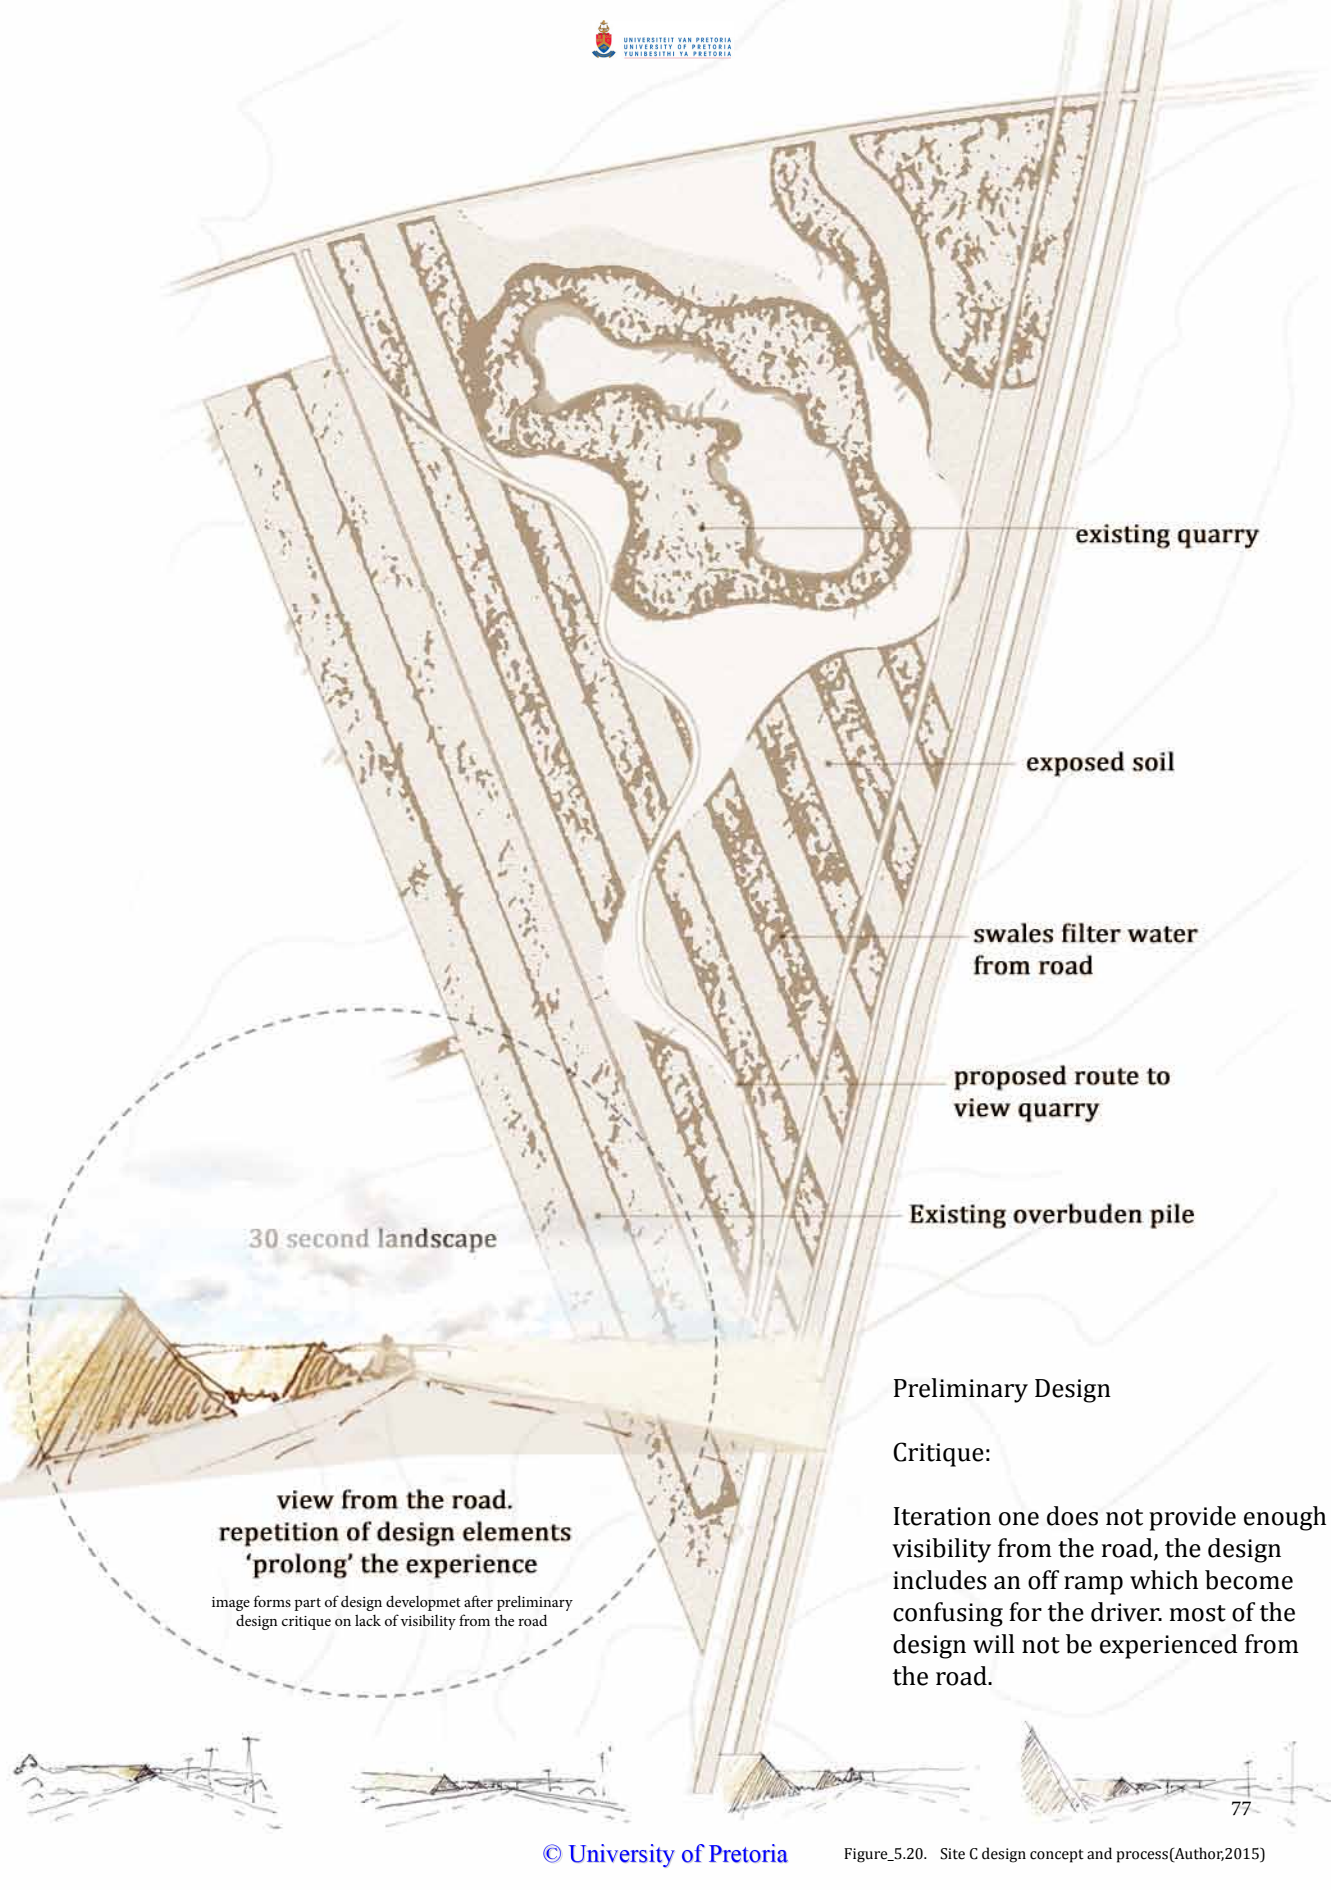 UNIVERSITEIT VAN PRETORIA
UNIVERSITY OF PRETORIA
YUNIBESITHI YA PRETORIA
existing quarry
exposed soil
swales filter water
from road
proposed route to
view quarry
Existing overbuden pile
30 second landscape
view from the road.
repetition of design elements
‘prolong’ the experience
image forms part of design developmet after preliminary
design critique on lack of visibility from the road
Preliminary Design
Critique:
Iteration one does not provide enough
visibility from the road, the design
includes an off ramp which become
confusing for the driver. most of the
design will not be experienced from
the road.
77
© University of Pretoria
Figure_5.20. Site C design concept and process(Author,2015)